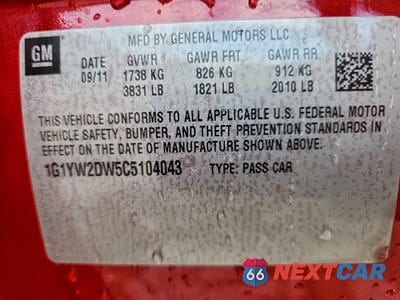 GM
MFD BY GENERAL MOTORS LLC
DATE GVWR GAWR FRT GAWR RR
09/11 1738 KG 826 KG 912 KG
3831 LB 1821 LB 2010 LB
THIS VEHICLE CONFORMS TO ALL APPLICABLE U.S. FEDERAL MOTOR
VEHICLE SAFETY, BUMPER, AND THEFT PREVENTION STANDARDS IN
EFFECT ON THE DATE OF MANUFACTURE SHOWN ABOVE.
1G1YW2DW5C5104043 TYPE: PASS CAR
66 NEXTCAR